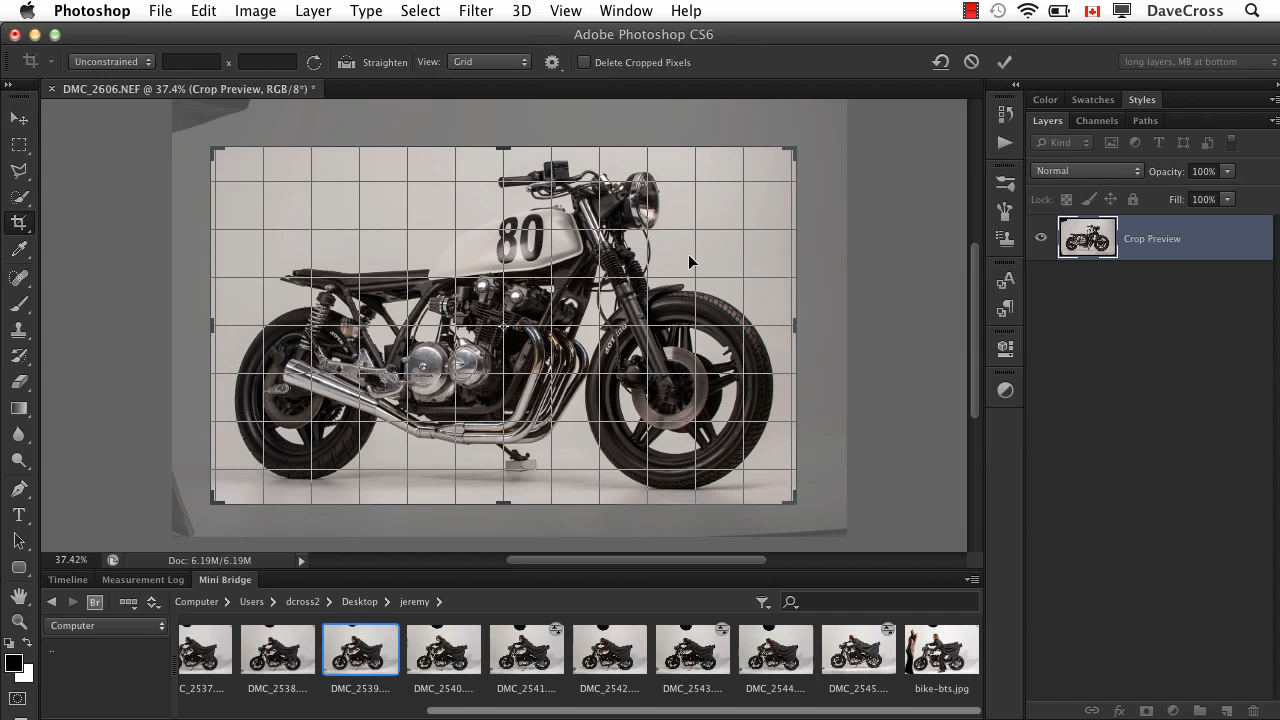 Photoshop File Edit Image Layer Type Select Filter 3D View Window Help DaveCross
Adobe Photoshop CS6
Unconstrained x Straighten View: Grid Delete Cropped Pixels long layers, MB at bottom
× DMC_2606.NEF @ 37.4% (Crop Preview, RGB/8*) *
Color Swatches Styles
Layers Channels Paths
Kind
Normal Opacity: 100%
Lock: Fill: 100%
Crop Preview
80
37.42% Doc: 6.19M/6.19M
Timeline Measurement Log Mini Bridge
Br Computer Users dcross2 Desktop jeremy
Computer
..
C_2537.... DMC_2538.... DMC_2539.... DMC_2540.... DMC_2541.... DMC_2542.... DMC_2543.... DMC_2544.... DMC_2545.... bike-bts.jpg